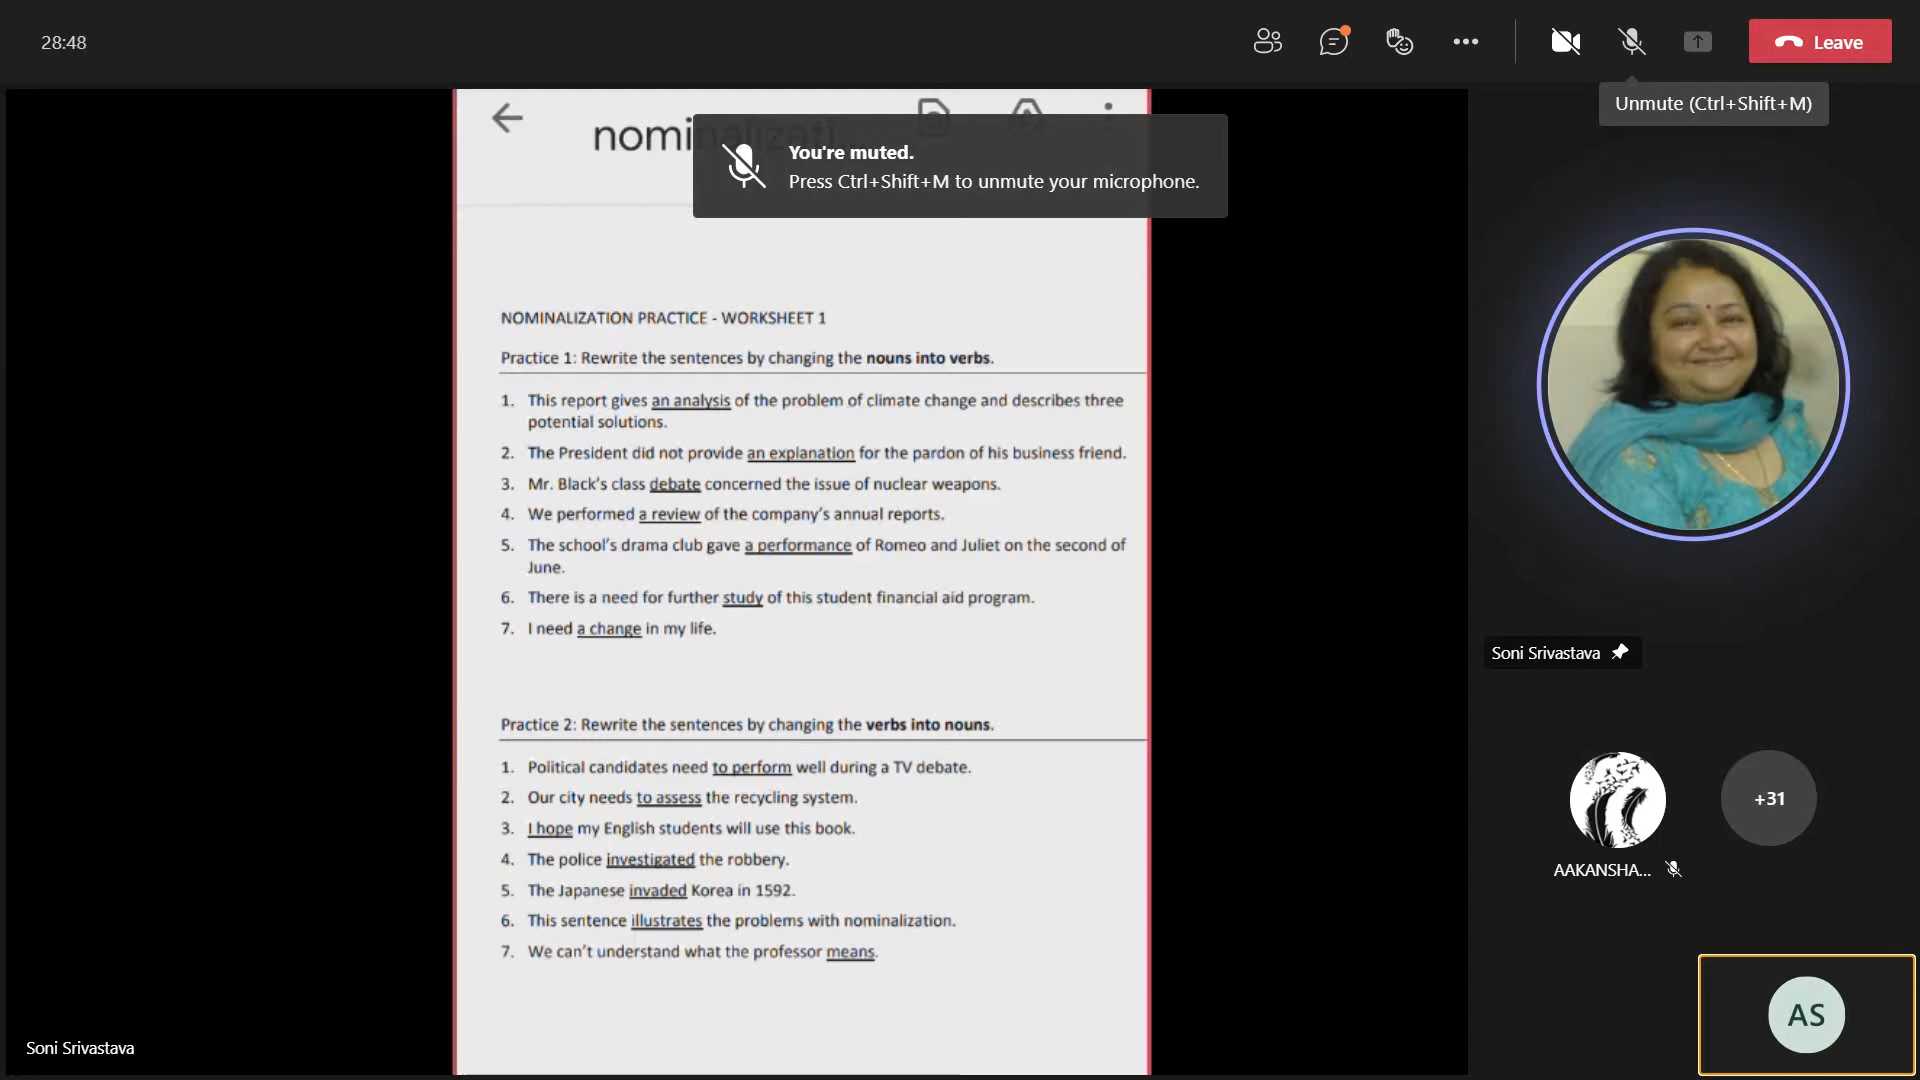 28:48
Leave
Unmute (Ctrl+Shift+M)
You're muted.
Press Ctrl+Shift+M to unmute your microphone.
NOMINALIZATION PRACTICE - WORKSHEET 1
Practice 1: Rewrite the sentences by changing the nouns into verbs.
1. This report gives an analysis of the problem of climate change and describes three
potential solutions.
2. The President did not provide an explanation for the pardon of his business friend.
3. Mr. Black's class debate concerned the issue of nuclear weapons.
4. We performed a review of the company's annual reports.
5. The school's drama club gave a performance of Romeo and Juliet on the second of
June.
6. There is a need for further study of this student financial aid program.
7. I need a change in my life.
Practice 2: Rewrite the sentences by changing the verbs into nouns.
1. Political candidates need to perform well during a TV debate.
2. Our city needs to assess the recycling system.
3. I hope my English students will use this book.
4. The police investigated the robbery.
5. The Japanese invaded Korea in 1592.
6. This sentence illustrates the problems with nominalization.
7. We can't understand what the professor means.
Soni Srivastava
Soni Srivastava
+31
AAKANSHA...
AS